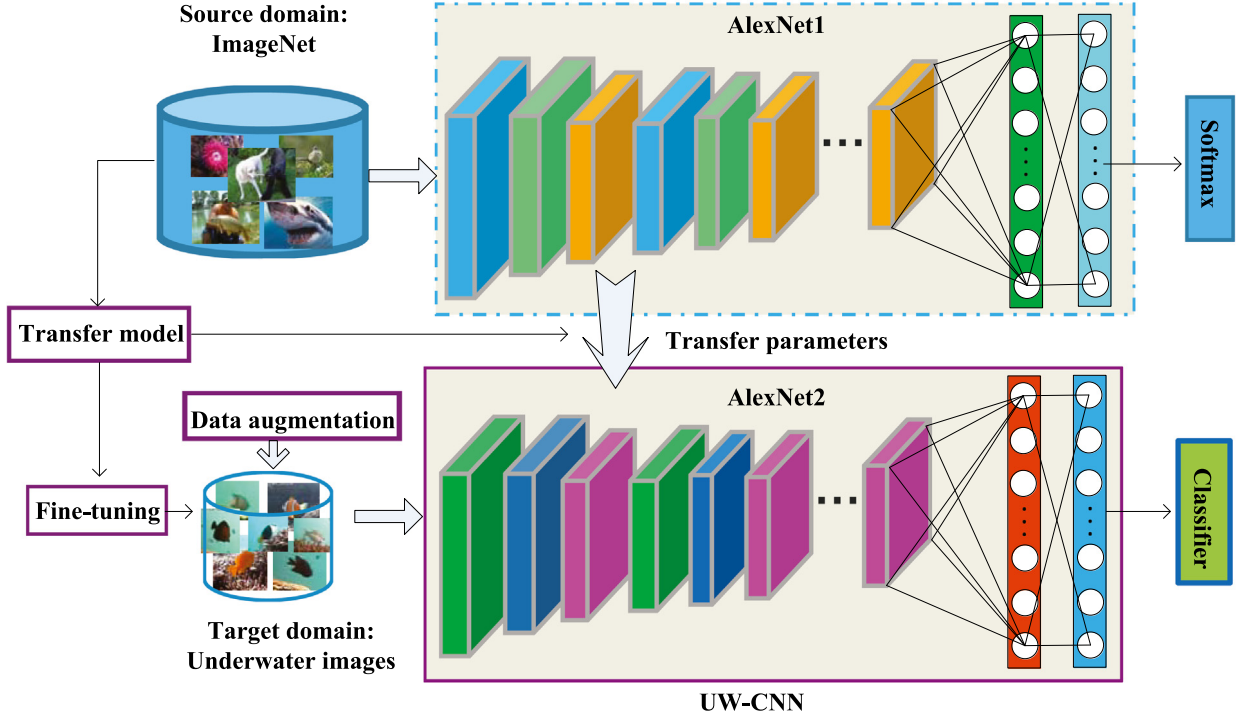 Source domain:
ImageNet
AlexNet1
Softmax
Transfer model
Transfer parameters
Data augmentation
AlexNet2
Fine-tuning
Classifier
Target domain:
Underwater images
UW-CNN